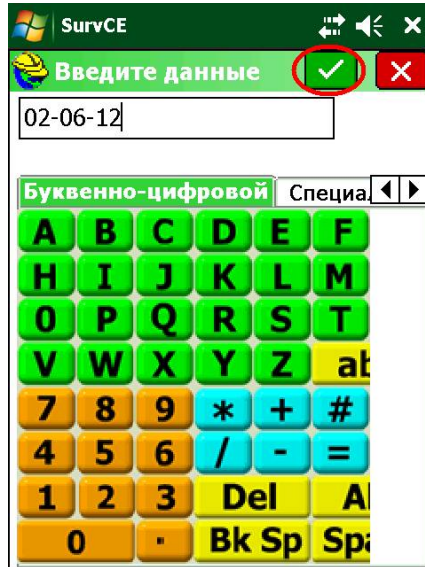 SurvCE
Введите данные
02-06-12
Буквенно-цифровой Специа
A B C D E F
H I J K L M
O P Q R S T
V W X Y Z ab
7 8 9 * + #
4 5 6 / - =
1 2 3 Del Al
0 . Bk Sp Spa